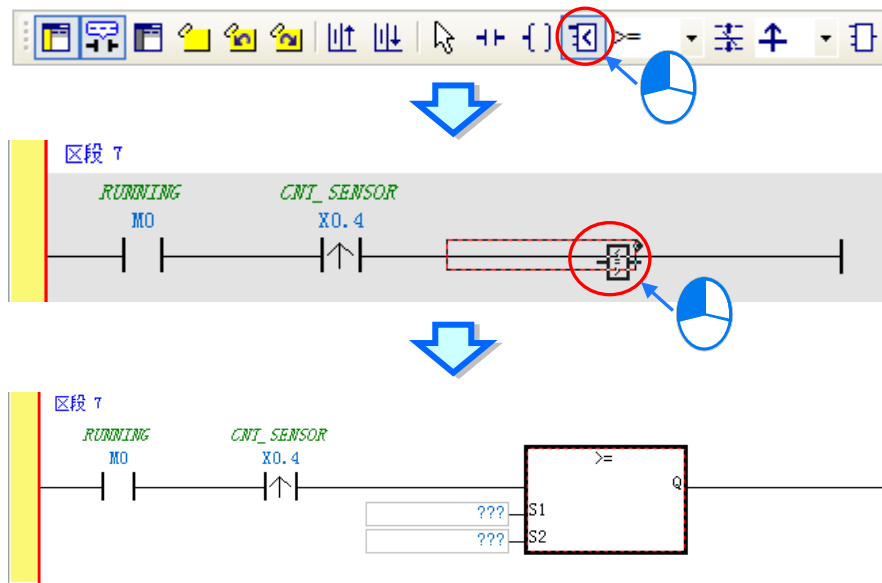 >=
区段 7
RUNNING CNT_SENSOR
M0 X0.4
区段 7
RUNNING CNT_SENSOR
M0 X0.4 >=
Q
??? S1
??? S2